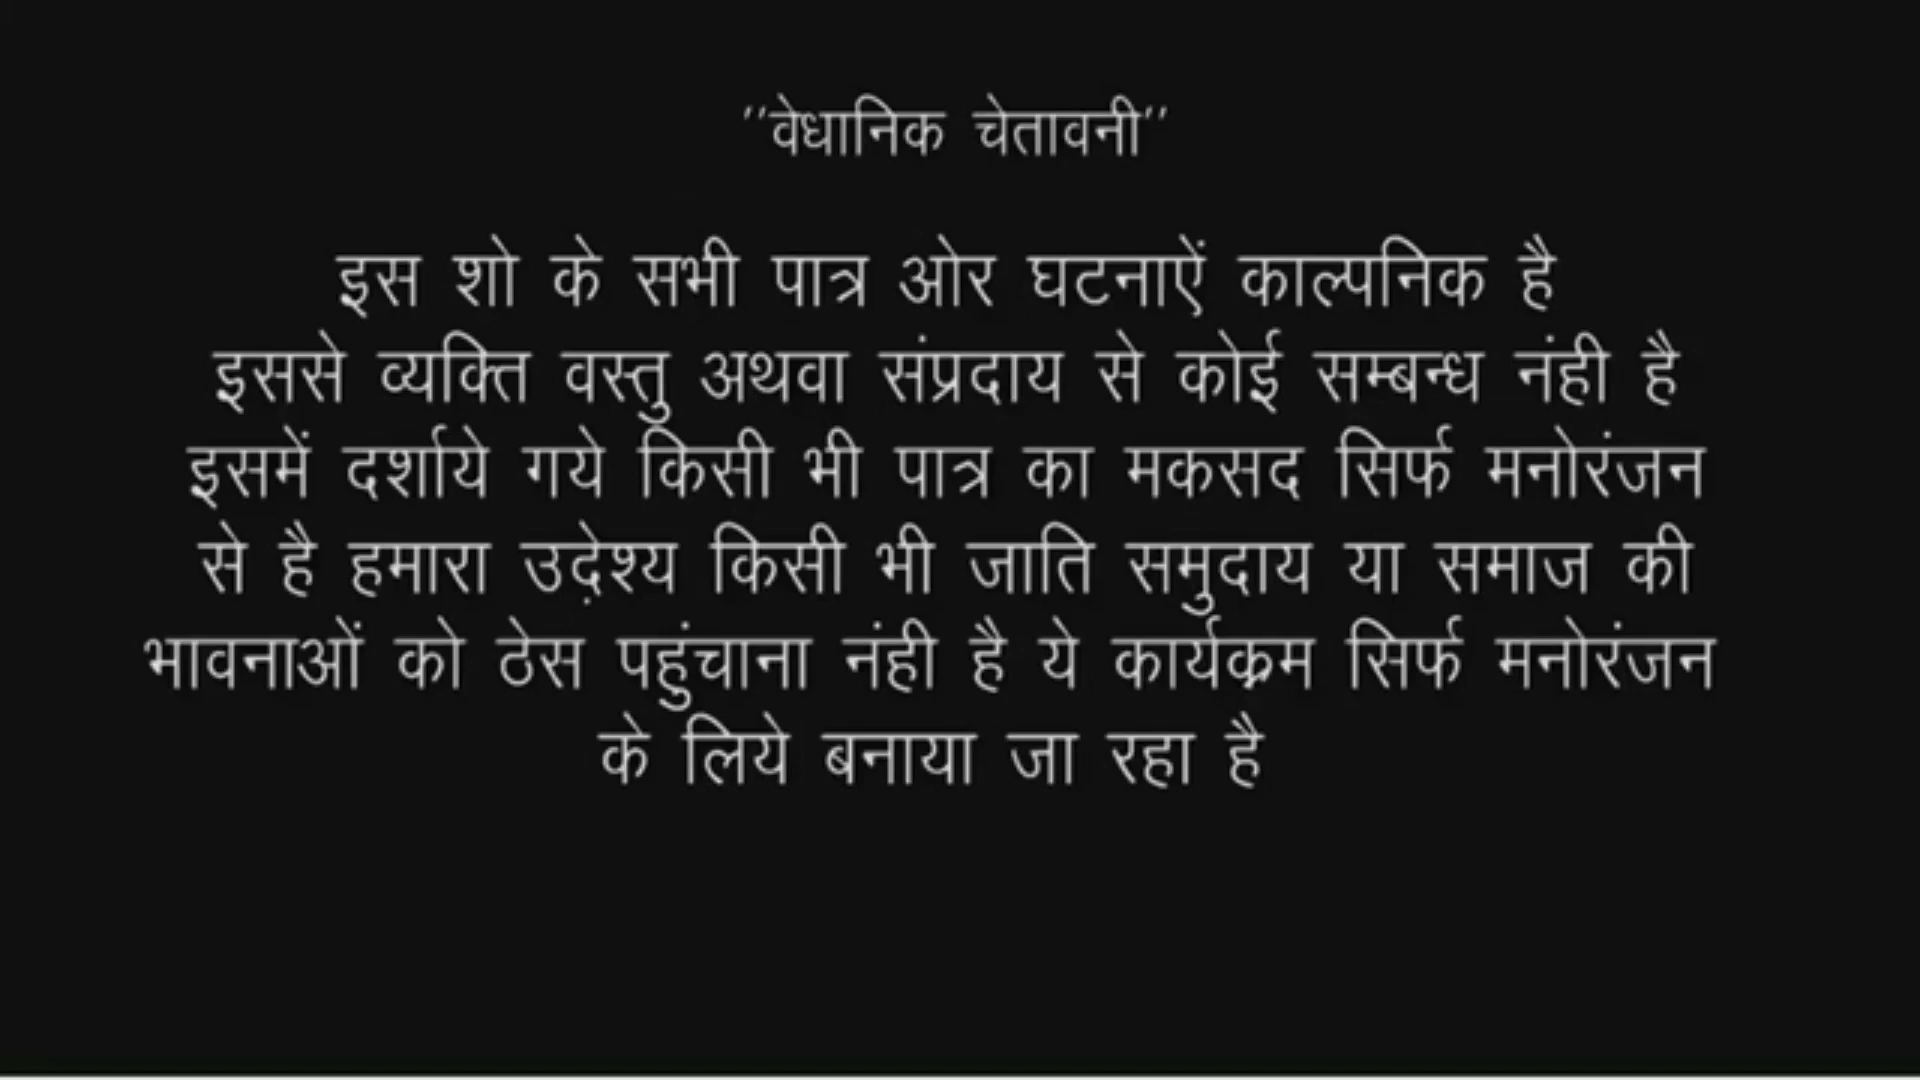 ''वेधानिक चेतावनी''
इस शो के सभी पात्र ओर घटनाऐं काल्पनिक है
इससे व्यक्ति वस्तु अथवा संप्रदाय से कोई सम्बन्ध नंही है
इसमें दर्शाये गये किसी भी पात्र का मकसद सिर्फ मनोरंजन
से है हमारा उद़ेश्य किसी भी जाति समुदाय या समाज की
भावनाओं को ठेस पहुंचाना नंही है ये कार्यक्रम सिर्फ मनोरंजन
के लिये बनाया जा रहा है